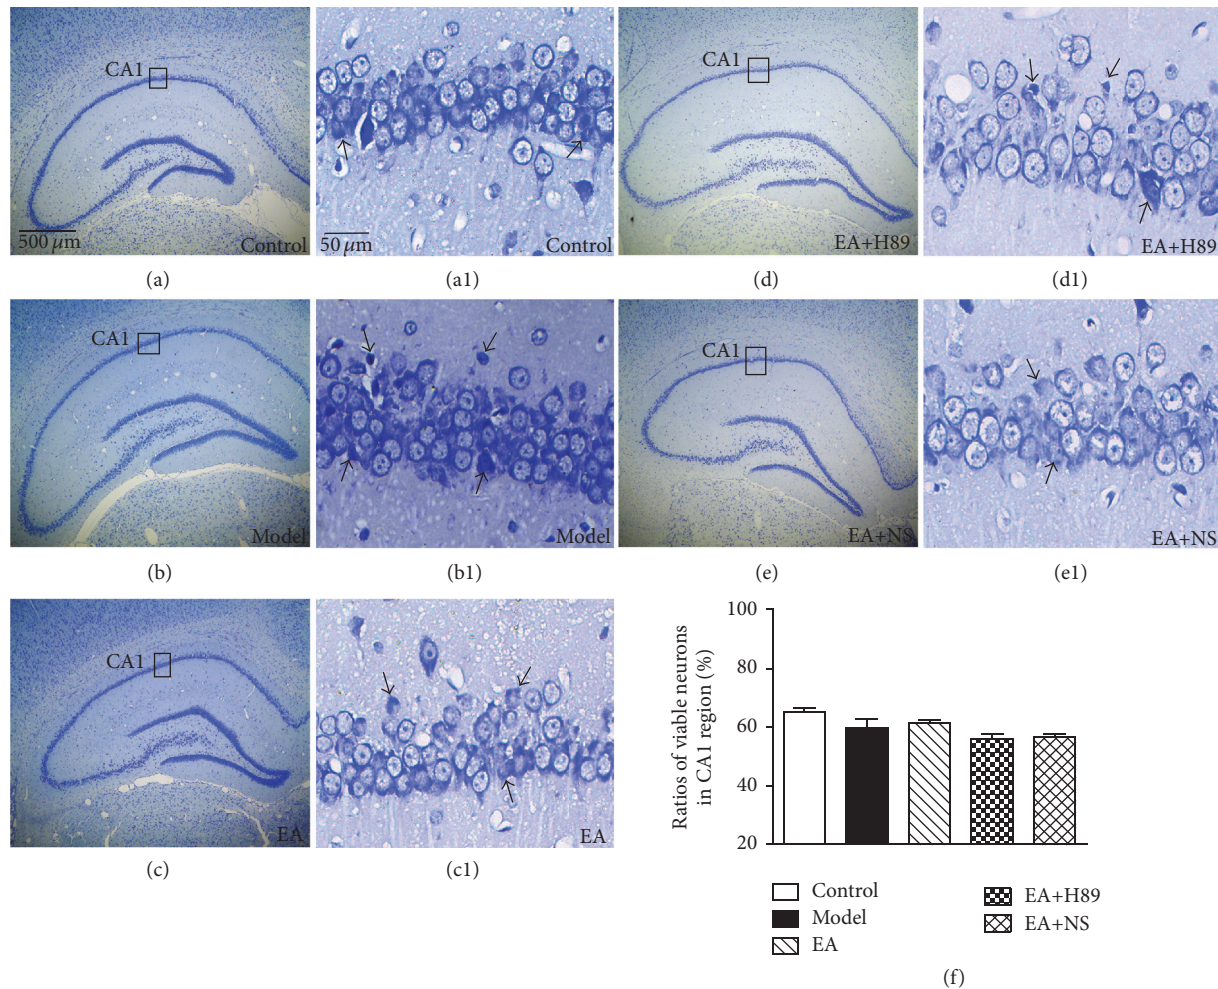 CA1
500 µm
Control
(a)
50 µm
Control
(a1)
CA1
EA+H89
(d)
EA+H89
(d1)
CA1
Model
(b)
Model
(b1)
CA1
EA+NS
(e)
EA+NS
(e1)
CA1
EA
(c)
EA
(c1)
Ratios of viable neurons
in CA1 region (%)
100
80
60
40
20
Control
Model
EA
EA+H89
EA+NS
(f)